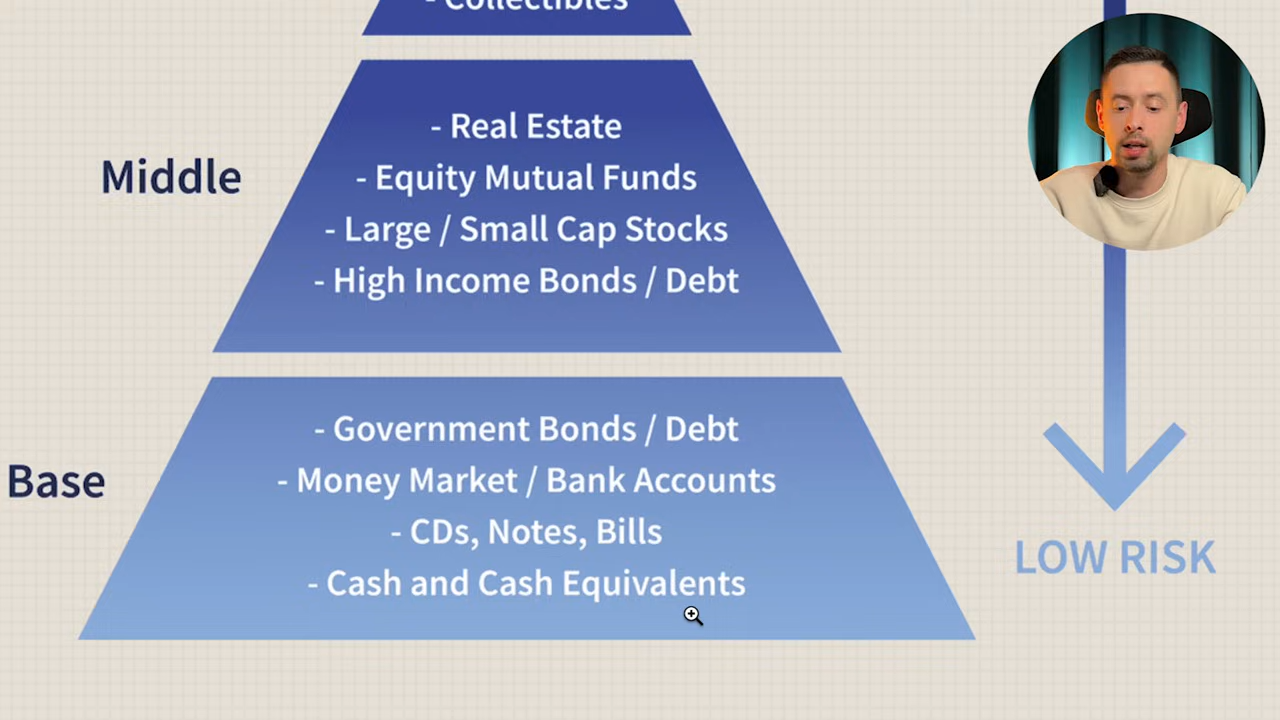 - Collectibles
Middle
- Real Estate
- Equity Mutual Funds
- Large / Small Cap Stocks
- High Income Bonds / Debt
Base
- Government Bonds / Debt
- Money Market / Bank Accounts
- CDs, Notes, Bills
- Cash and Cash Equivalents
LOW RISK